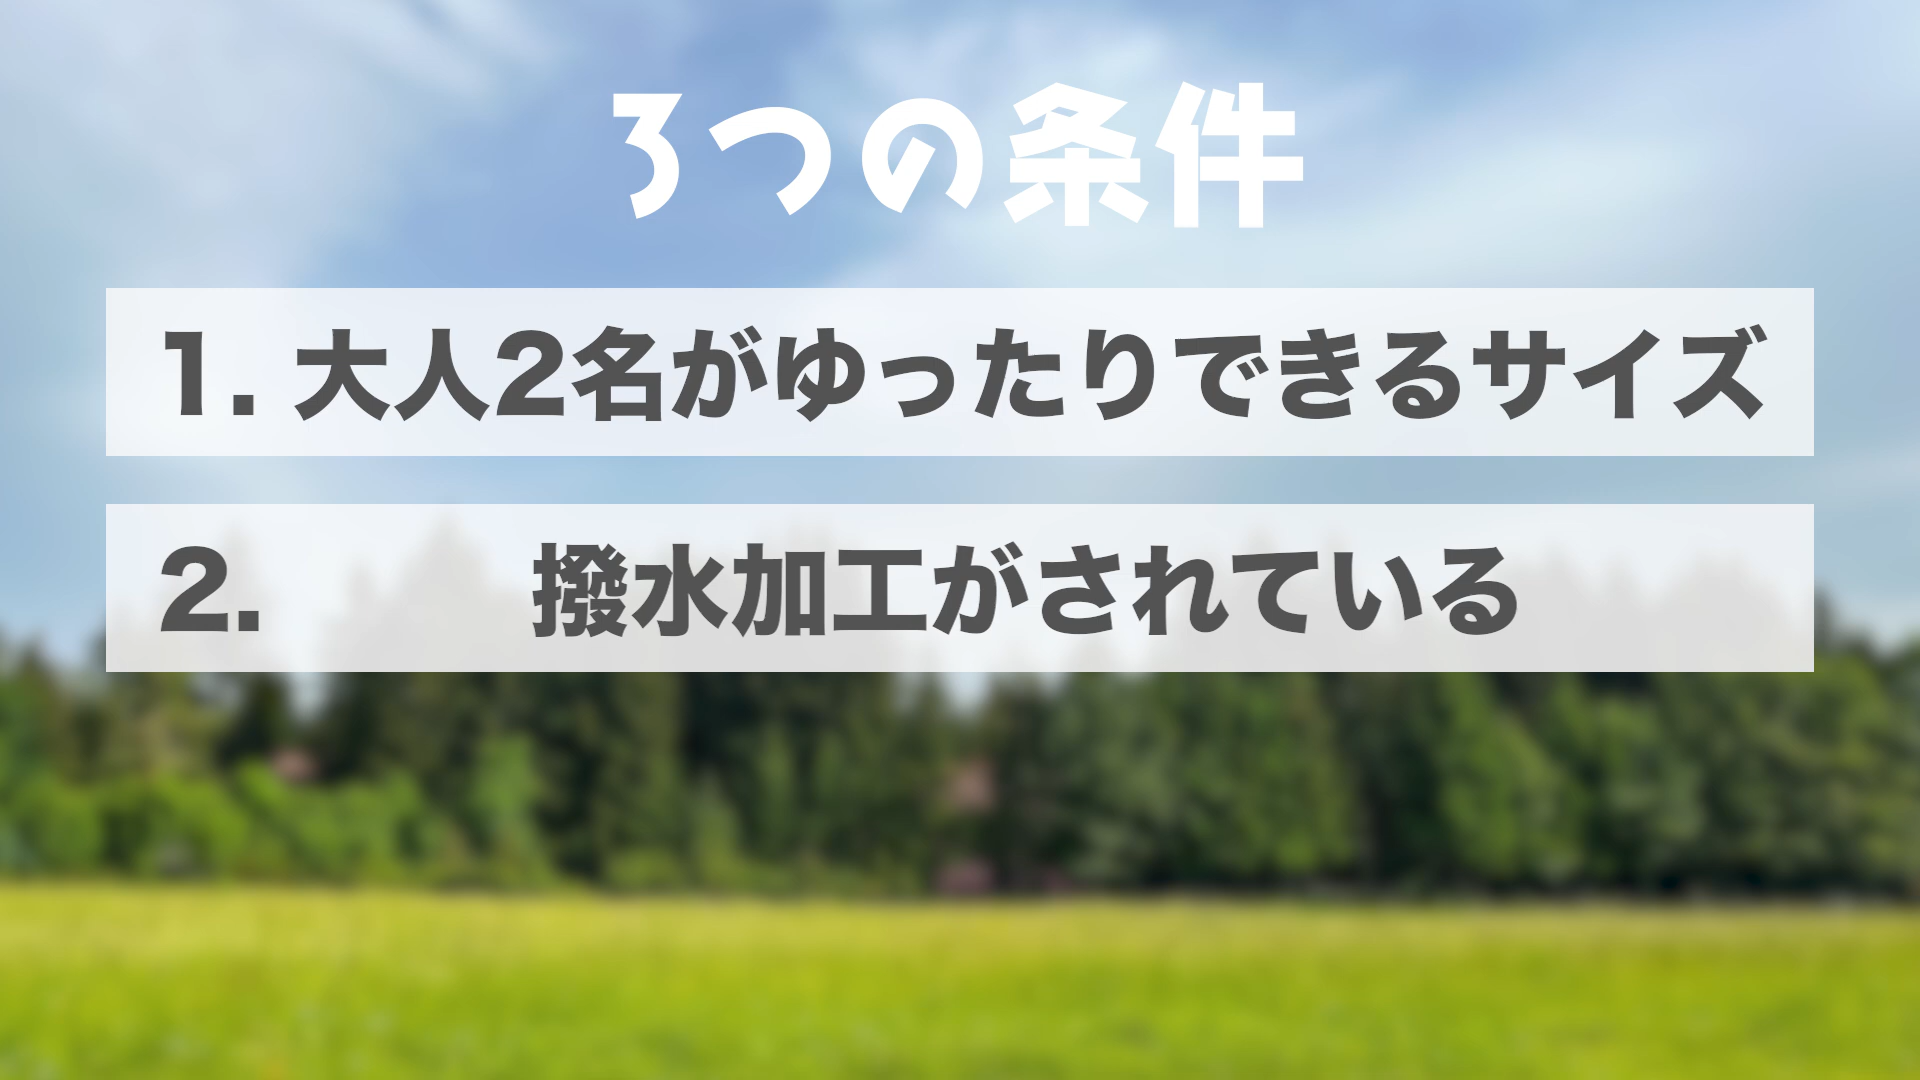 3つの条件
1. 大人2名がゆったりできるサイズ
2. 撥水加工がされている